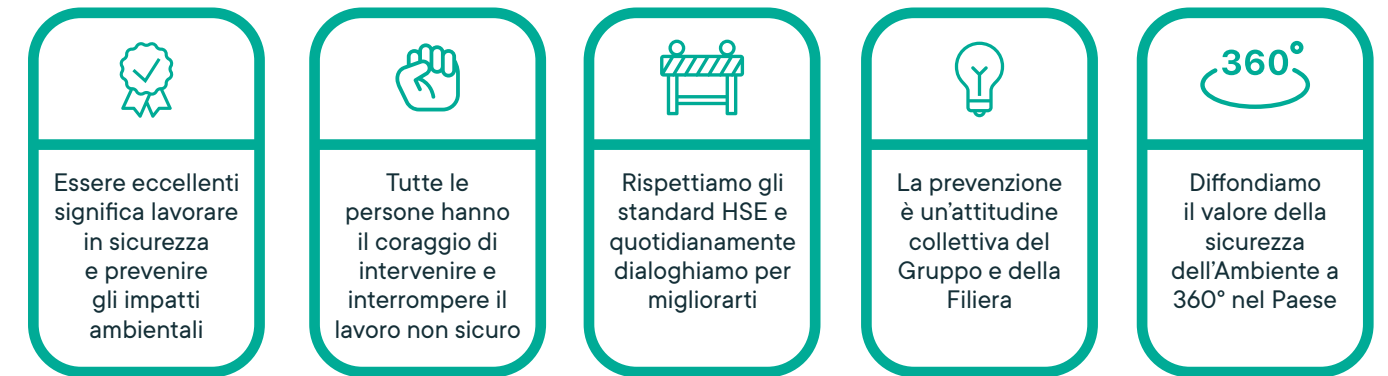 Essere eccellenti
significa lavorare
in sicurezza
e prevenire
gli impatti
ambientali
Tutte le
persone hanno
il coraggio di
intervenire e
interrompere il
lavoro non sicuro
Rispettiamo gli
standard HSE e
quotidianamente
dialoghiamo per
migliorarti
La prevenzione
è un’attitudine
collettiva del
Gruppo e della
Filiera
360°
Diffondiamo
il valore della
sicurezza
dell’Ambiente a
360° nel Paese